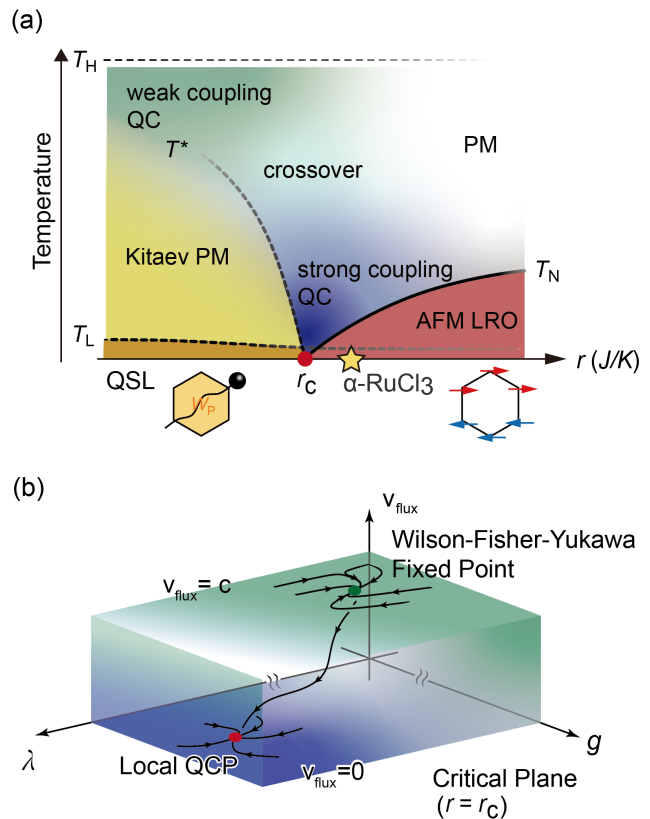 (a)
T_H
weak coupling
QC
T*
PM
crossover
Temperature
Kitaev PM
strong coupling
QC
T_N
AFM LRO
T_L
QSL
r_c
α-RuCl3
r (J/K)
W_P
(b)
v_flux
Wilson-Fisher-Yukawa
Fixed Point
v_flux = c
λ
Local QCP
v_flux=0
g
Critical Plane
(r = r_c)